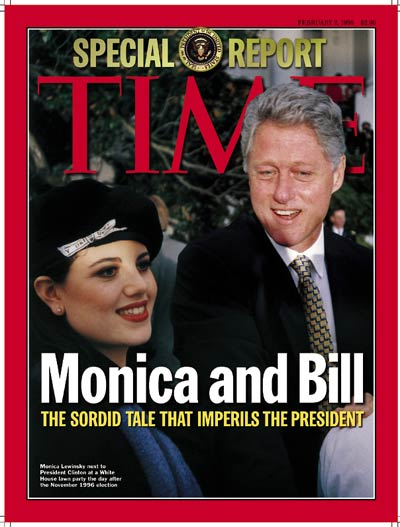 FEBRUARY 2, 1998 $2.95
SPECIAL REPORT
TIME
Monica and Bill
THE SORDID TALE THAT IMPERILS THE PRESIDENT
Monica Lewinsky next to
President Clinton at a White
House lawn party the day after
the November 1996 election